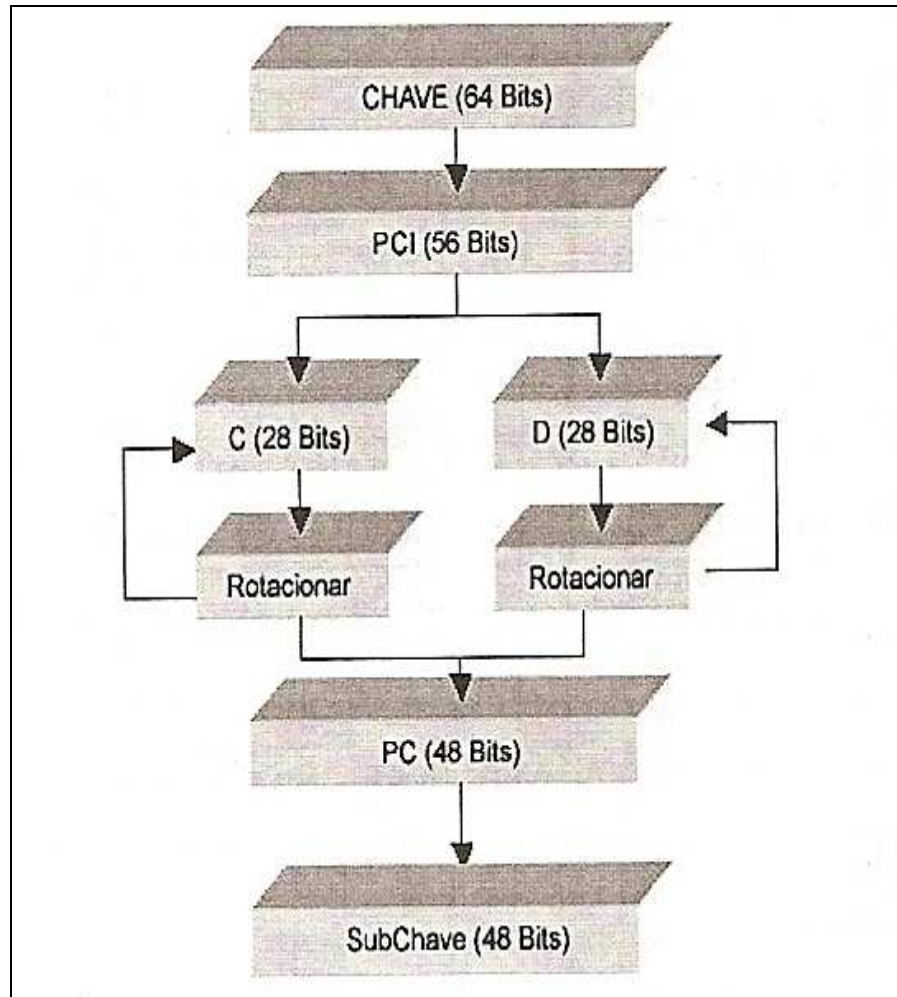 CHAVE (64 Bits)
PCI (56 Bits)
C (28 Bits)
D (28 Bits)
Rotacionar
Rotacionar
PC (48 Bits)
SubChave (48 Bits)